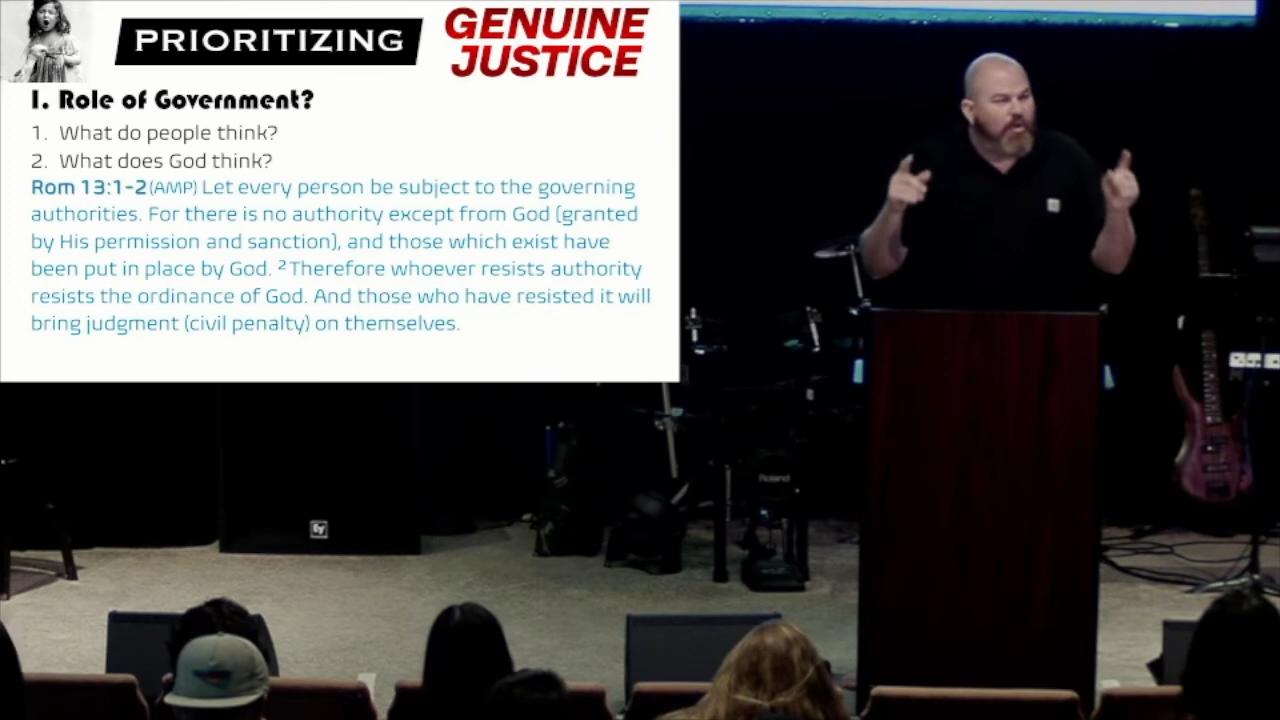 PRIORITIZING
GENUINE
JUSTICE
I. Role of Government?
1. What do people think?
2. What does God think?
Rom 13:1-2 (AMP) Let every person be subject to the governing
authorities. For there is no authority except from God (granted
by His permission and sanction), and those which exist have
been put in place by God. ² Therefore whoever resists authority
resists the ordinance of God. And those who have resisted it will
bring judgment (civil penalty) on themselves.
Roland
EV